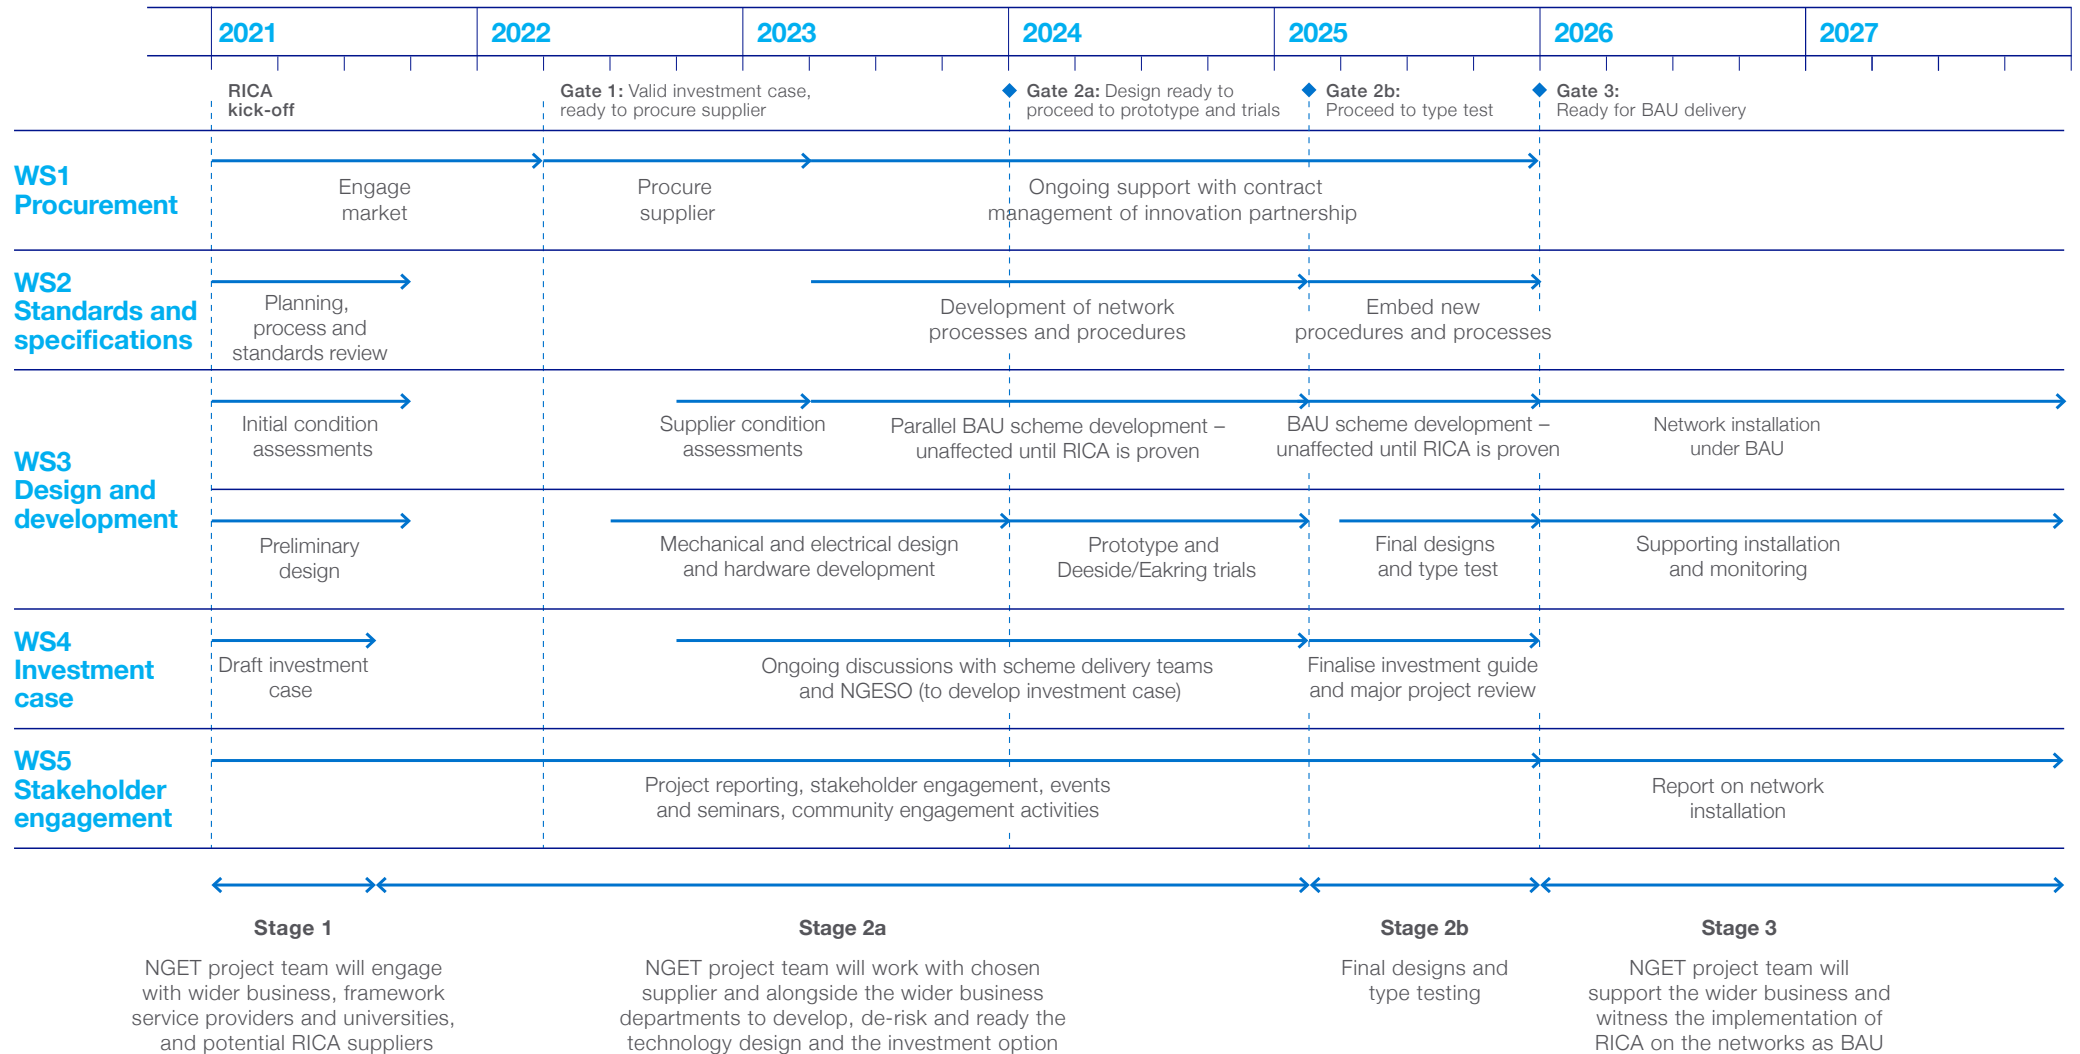 2021
2022
2023
2024
2025
2026
2027
RICA
kick-off
Gate 1: Valid investment case,
ready to procure supplier
Gate 2a: Design ready to
proceed to prototype and trials
Gate 2b:
Proceed to type test
Gate 3:
Ready for BAU delivery
WS1
Procurement
Engage
market
Procure
supplier
Ongoing support with contract
management of innovation partnership
WS2
Standards and
specifications
Planning,
process and
standards review
Development of network
processes and procedures
Embed new
procedures and processes
WS3
Design and
development
Initial condition
assessments
Supplier condition
assessments
Parallel BAU scheme development –
unaffected until RICA is proven
BAU scheme development –
unaffected until RICA is proven
Network installation
under BAU
Preliminary
design
Mechanical and electrical design
and hardware development
Prototype and
Deeside/Eakring trials
Final designs
and type test
Supporting installation
and monitoring
WS4
Investment
case
Draft investment
case
Ongoing discussions with scheme delivery teams
and NGESO (to develop investment case)
Finalise investment guide
and major project review
WS5
Stakeholder
engagement
Project reporting, stakeholder engagement, events
and seminars, community engagement activities
Report on network
installation
Stage 1
NGET project team will engage
with wider business, framework
service providers and universities,
and potential RICA suppliers
Stage 2a
NGET project team will work with chosen
supplier and alongside the wider business
departments to develop, de-risk and ready the
technology design and the investment option
Stage 2b
Final designs and
type testing
Stage 3
NGET project team will
support the wider business and
witness the implementation of
RICA on the networks as BAU